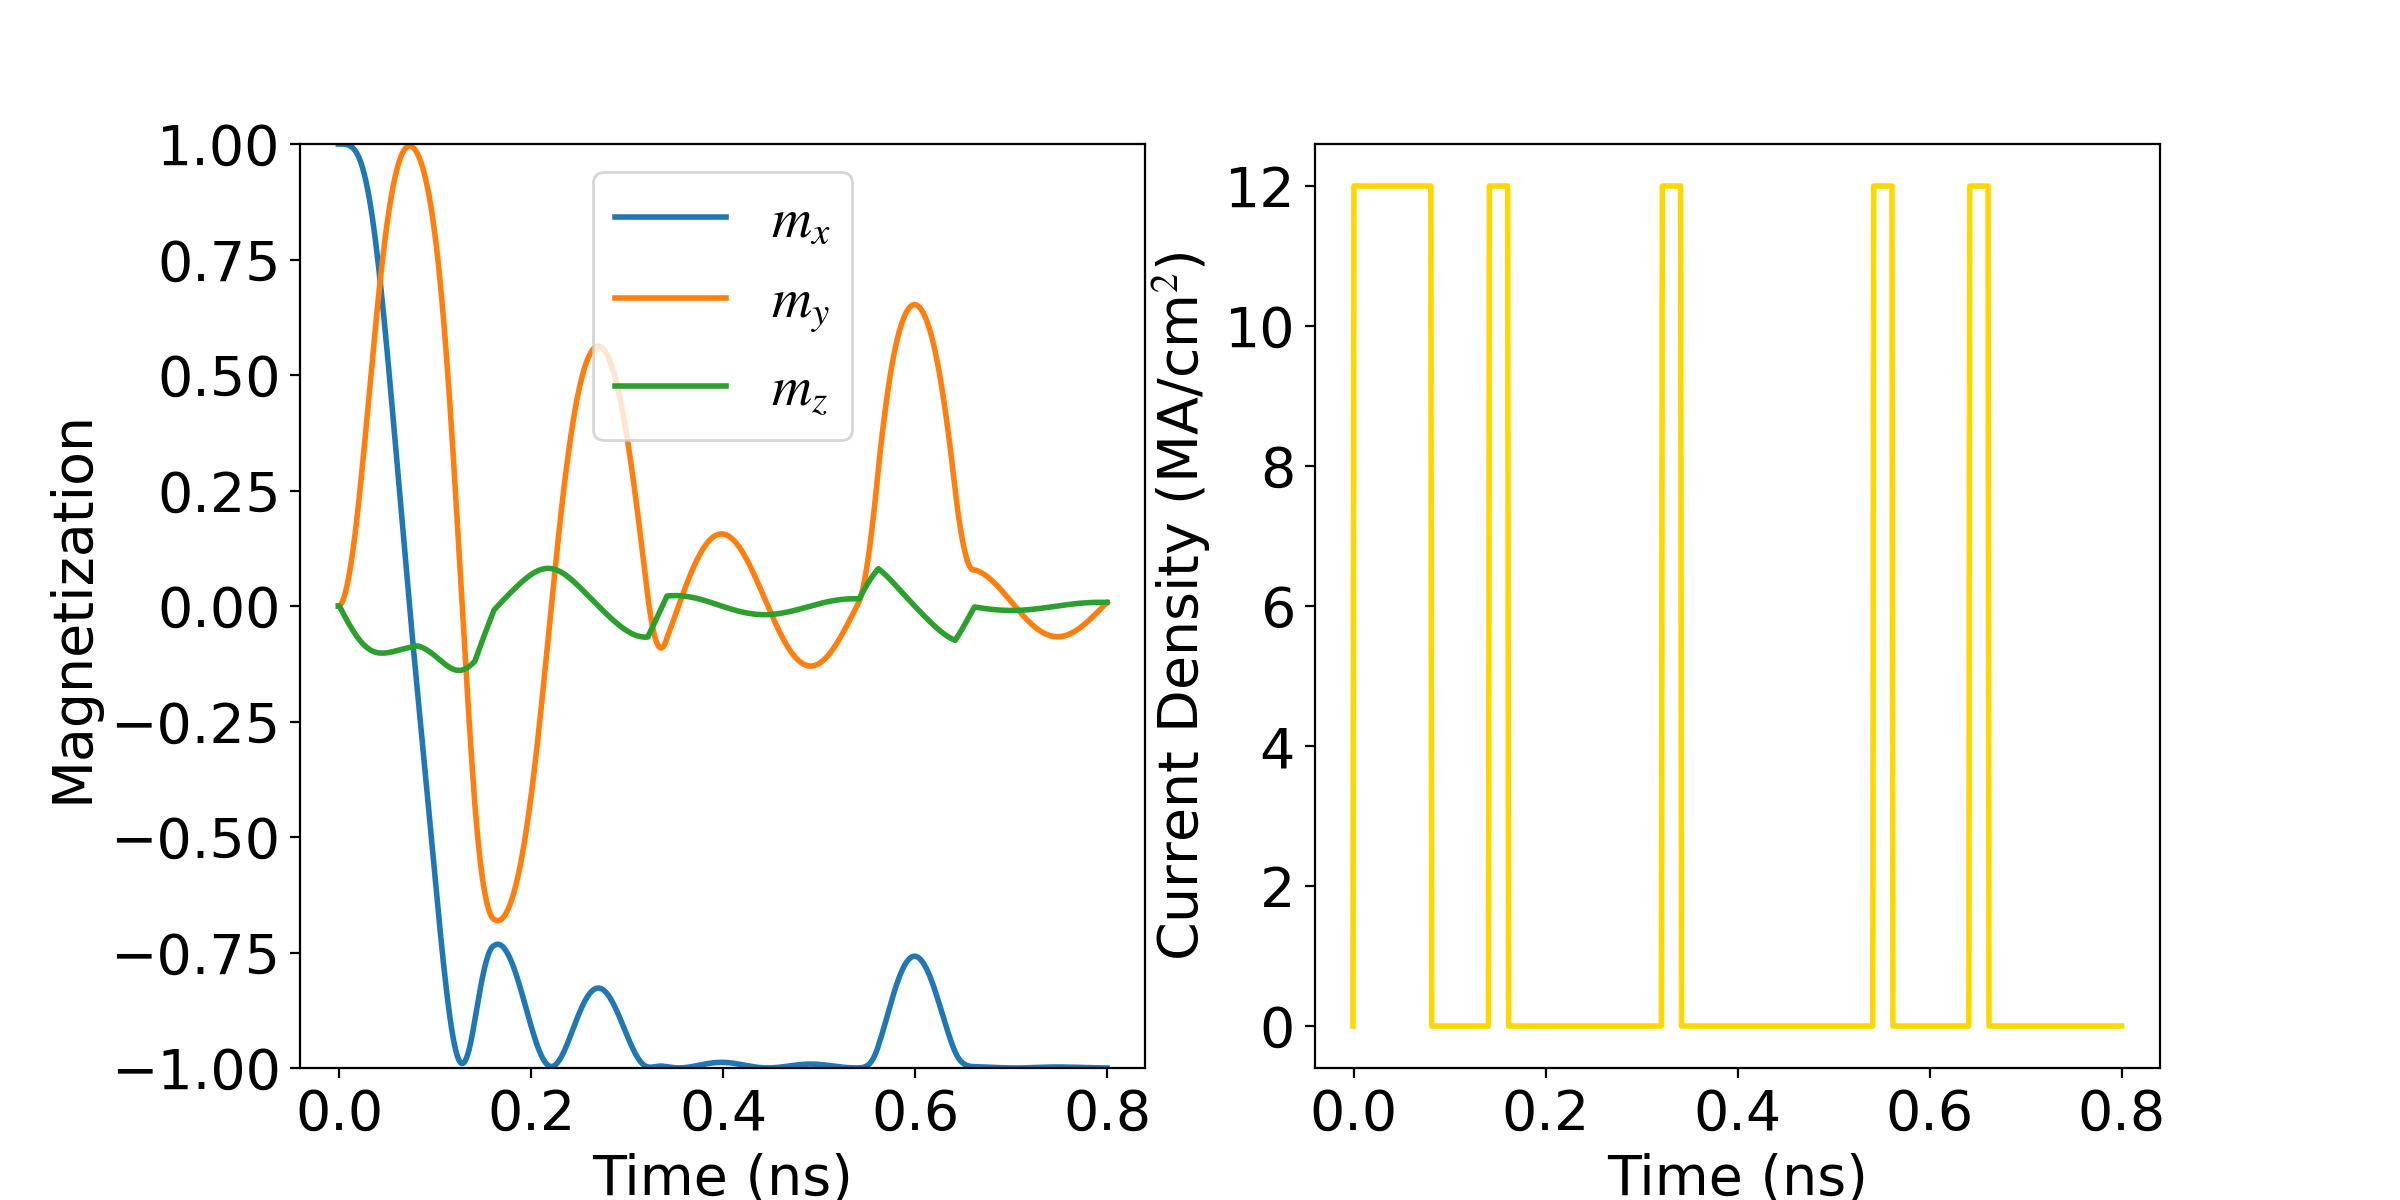 1.00
0.75
0.50
0.25
0.00
−0.25
−0.50
−0.75
−1.00
Magnetization
0.0 0.2 0.4 0.6 0.8
Time (ns)
m_x
m_y
m_z
12
10
8
6
4
2
0
Current Density (MA/cm²)
0.0 0.2 0.4 0.6 0.8
Time (ns)